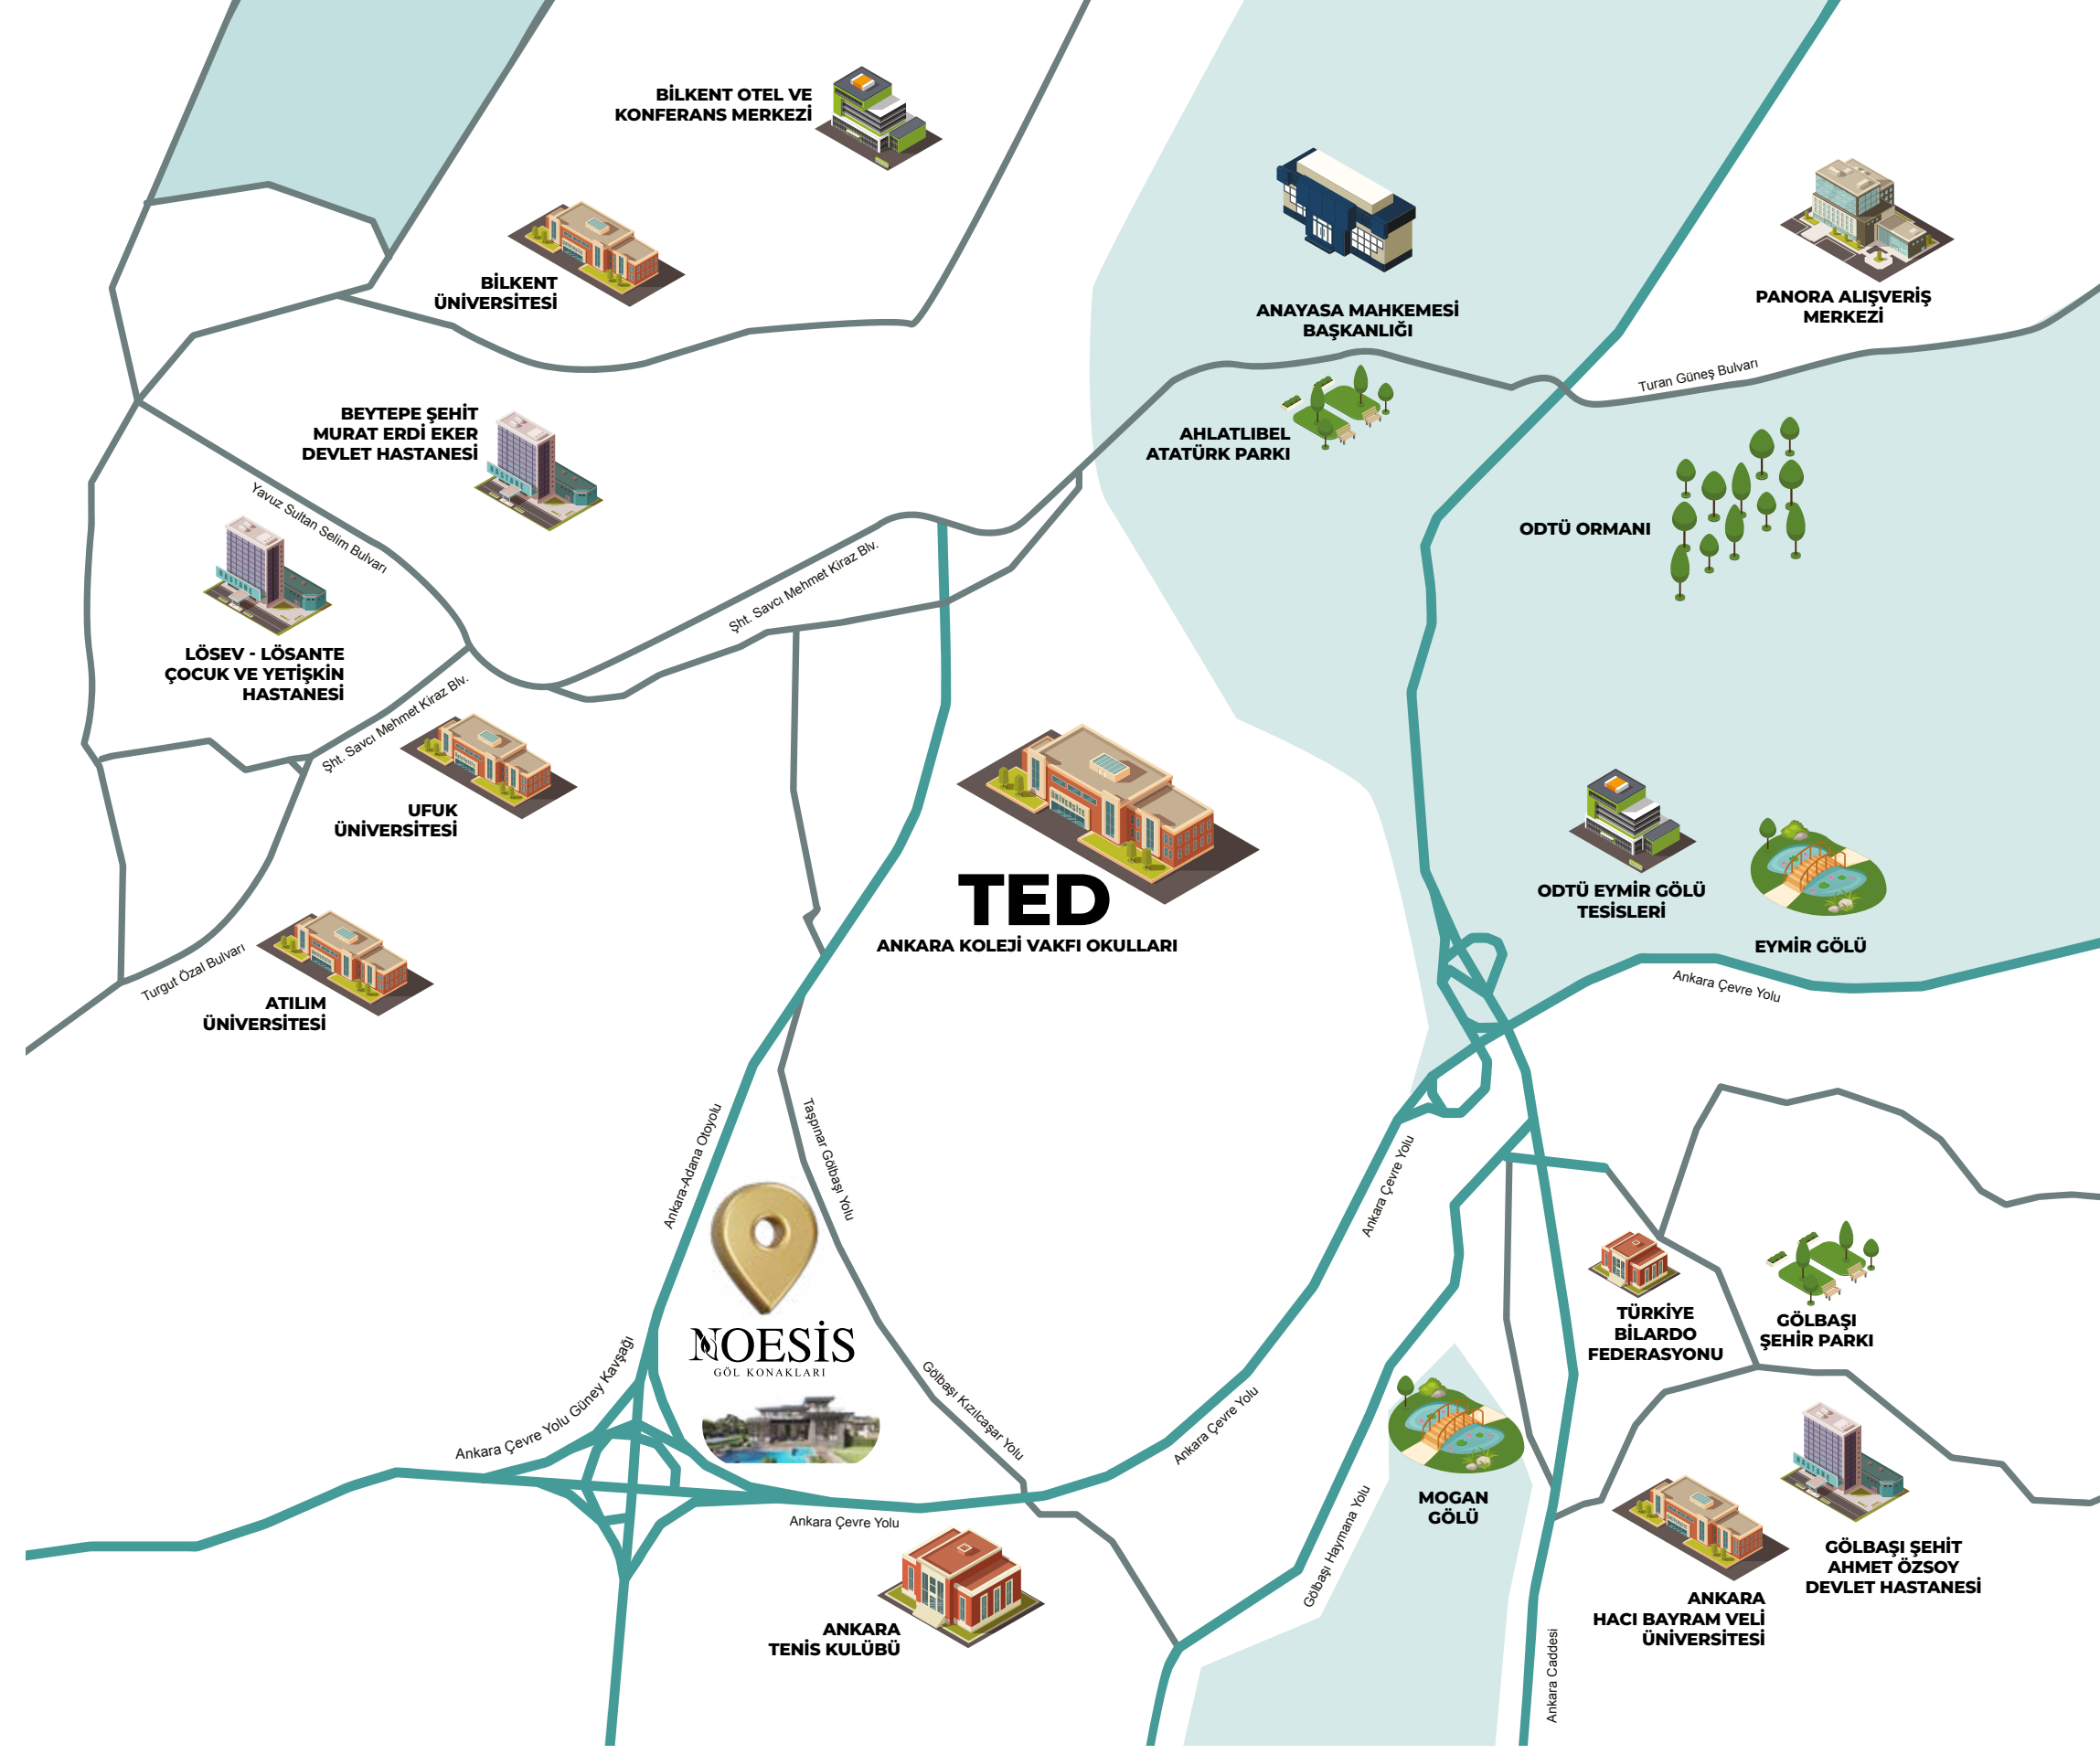 BİLKENT OTEL VE
KONFERANS MERKEZİ
BİLKENT
ÜNİVERSİTESİ
ANAYASA MAHKEMESİ
BAŞKANLIĞI
PANORA ALIŞVERİŞ
MERKEZİ
Turan Güneş Bulvarı
BEYTEPE ŞEHİT
MURAT ERDİ EKER
DEVLET HASTANESİ
AHLATLIBEL
ATATÜRK PARKI
Yavuz Sultan Selim Bulvarı
ODTÜ ORMANI
Şht. Savcı Mehmet Kiraz Blv.
LÖSEV - LÖSANTE
ÇOCUK VE YETİŞKİN
HASTANESİ
Şht. Savcı Mehmet Kiraz Blv.
UFUK
ÜNİVERSİTESİ
ÜNİVERSİTE
TED
ANKARA KOLEJİ VAKFI OKULLARI
ODTÜ EYMİR GÖLÜ
TESİSLERİ
EYMİR GÖLÜ
Turgut Özal Bulvarı
ATILIM
ÜNİVERSİTESİ
Ankara Çevre Yolu
Ankara-Adana Otoyolu
Taşpınar Gölbaşı Yolu
Ankara Çevre Yolu
NOESİS
GÖL KONAKLARI
TÜRKİYE
BİLARDO
FEDERASYONU
GÖLBAŞI
ŞEHİR PARKI
Ankara Çevre Yolu Güney Kavşağı
Gölbaşı Kızılcaşar Yolu
Ankara Çevre Yolu
Ankara Çevre Yolu
Gölbaşı Haymana Yolu
MOGAN
GÖLÜ
GÖLBAŞI ŞEHİT
AHMET ÖZSOY
DEVLET HASTANESİ
ANKARA
HACI BAYRAM VELİ
ÜNİVERSİTESİ
ANKARA
TENİS KULÜBÜ
Ankara Caddesi